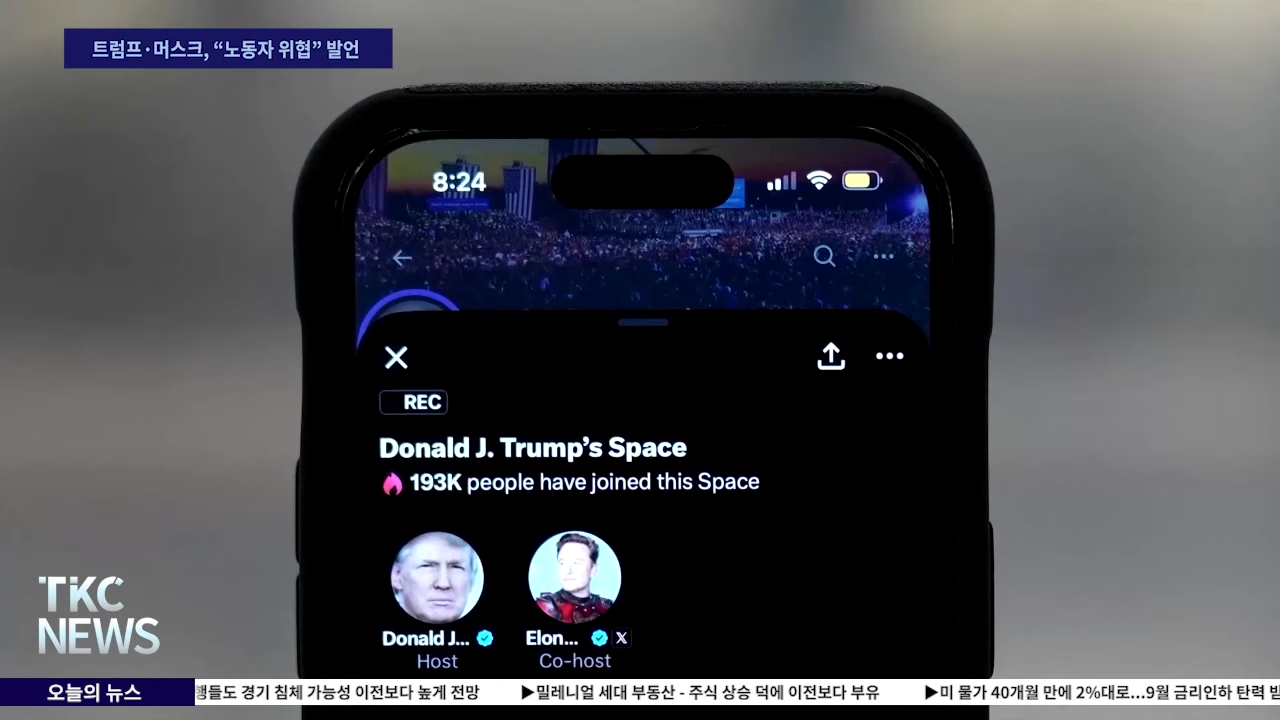 트럼프·머스크, “노동자 위협” 발언
8:24
REC
Donald J. Trump’s Space
193K people have joined this Space
Donald J...
Elon...
X
Host
Co-host
TKC
NEWS
오늘의 뉴스
행들도 경기 침체 가능성 이전보다 높게 전망 ▶밀레니얼 세대 부동산 - 주식 상승 덕에 이전보다 부유 ▶미 물가 40개월 만에 2%대로...9월 금리인하 탄력